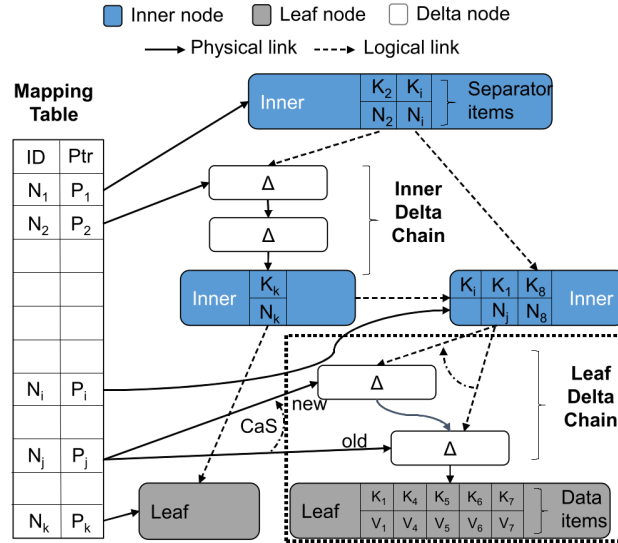 Inner node Leaf node Delta node
Physical link Logical link
Mapping
Table
ID Ptr
N1 P1
N2 P2
Ni Pi
Nj Pj
Nk Pk
Inner K2 Ki Separator
N2 Ni items
Δ
Δ
Inner
Delta
Chain
Inner Kk
Nk
Ki K1 K8
Nj N8 Inner
Δ
new
CaS
old
Δ
Leaf
Delta
Chain
Leaf
Leaf K1 K4 K5 K6 K7 Data
V1 V4 V5 V6 V7 items